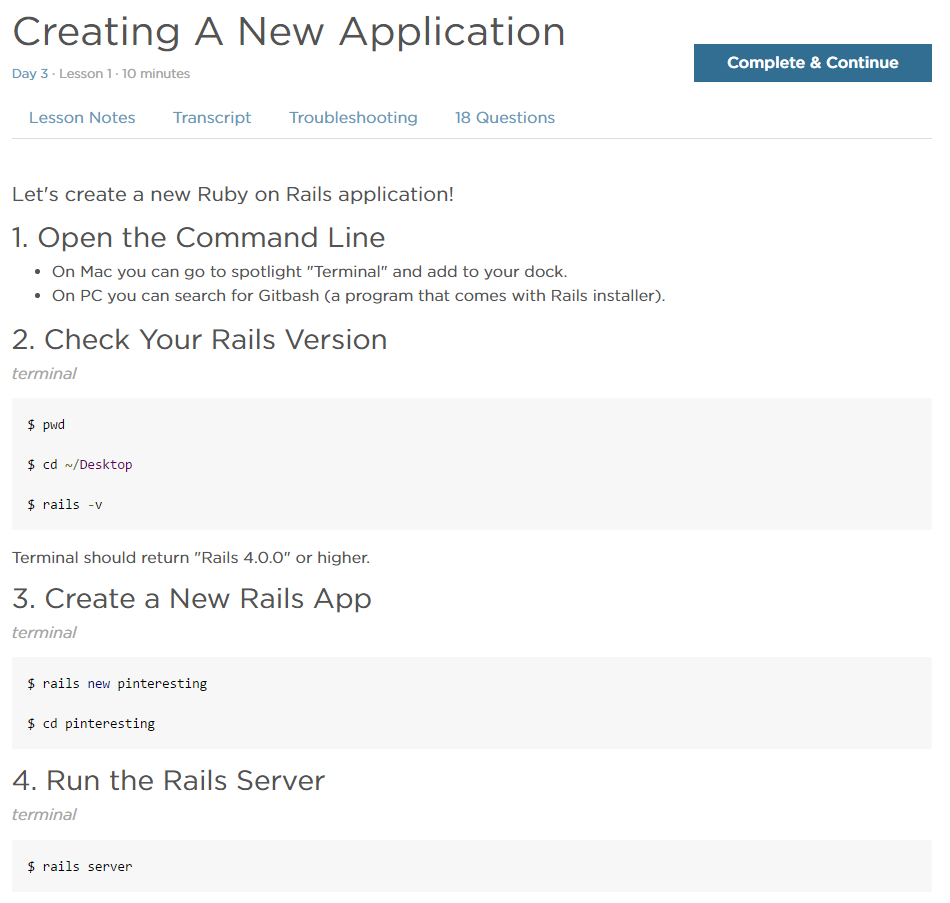 Creating A New Application
Complete & Continue
Day 3 · Lesson 1 · 10 minutes
Lesson Notes Transcript Troubleshooting 18 Questions
Let's create a new Ruby on Rails application!
1. Open the Command Line
• On Mac you can go to spotlight "Terminal" and add to your dock.
• On PC you can search for Gitbash (a program that comes with Rails installer).
2. Check Your Rails Version
terminal
$ pwd
$ cd ~/Desktop
$ rails -v
Terminal should return "Rails 4.0.0" or higher.
3. Create a New Rails App
terminal
$ rails new pinteresting
$ cd pinteresting
4. Run the Rails Server
terminal
$ rails server